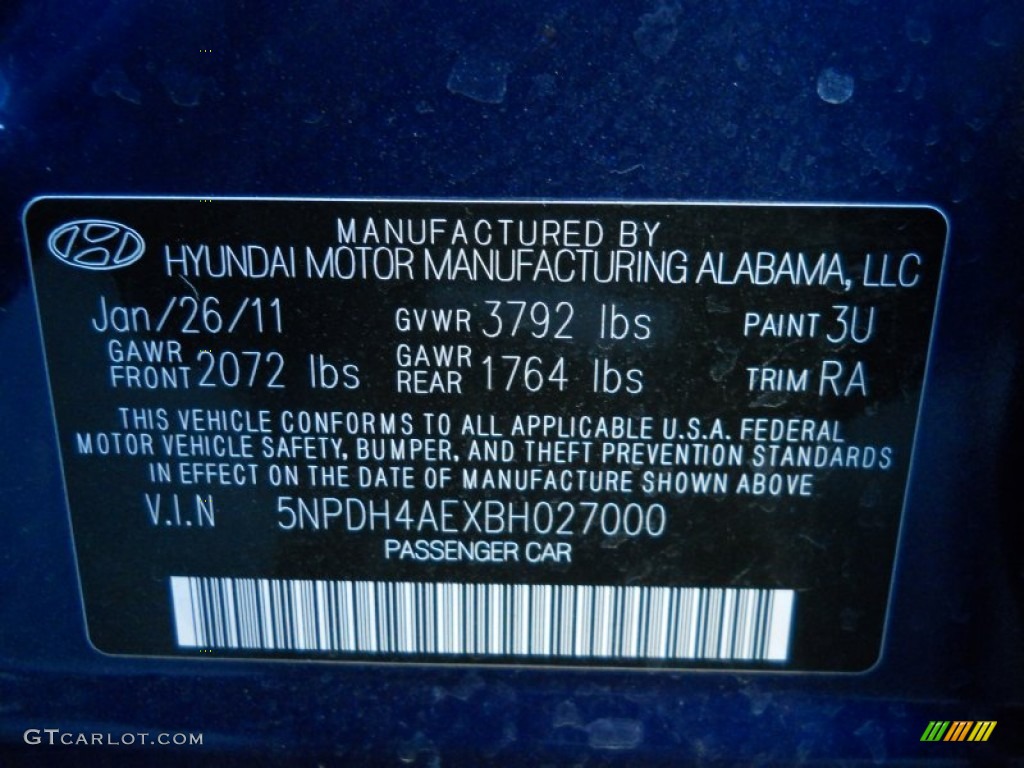 MANUFACTURED BY
HYUNDAI MOTOR MANUFACTURING ALABAMA, LLC
Jan/26/11 GVWR 3792 lbs PAINT 3U
GAWR FRONT 2072 lbs GAWR REAR 1764 lbs TRIM RA
THIS VEHICLE CONFORMS TO ALL APPLICABLE U.S.A. FEDERAL
MOTOR VEHICLE SAFETY, BUMPER, AND THEFT PREVENTION STANDARDS
IN EFFECT ON THE DATE OF MANUFACTURE SHOWN ABOVE
V.I.N 5NPDH4AEXBH027000
PASSENGER CAR
GTCARLOT.COM